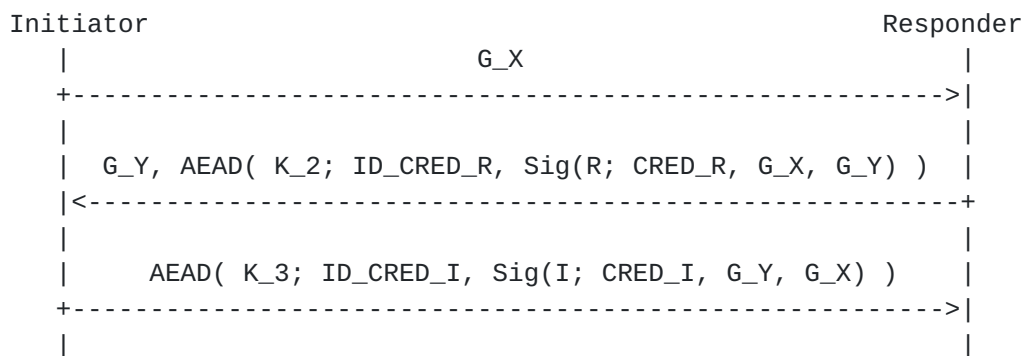 Initiator Responder
G_X
G_Y, AEAD( K_2; ID_CRED_R, Sig(R; CRED_R, G_X, G_Y) )
AEAD( K_3; ID_CRED_I, Sig(I; CRED_I, G_Y, G_X) )